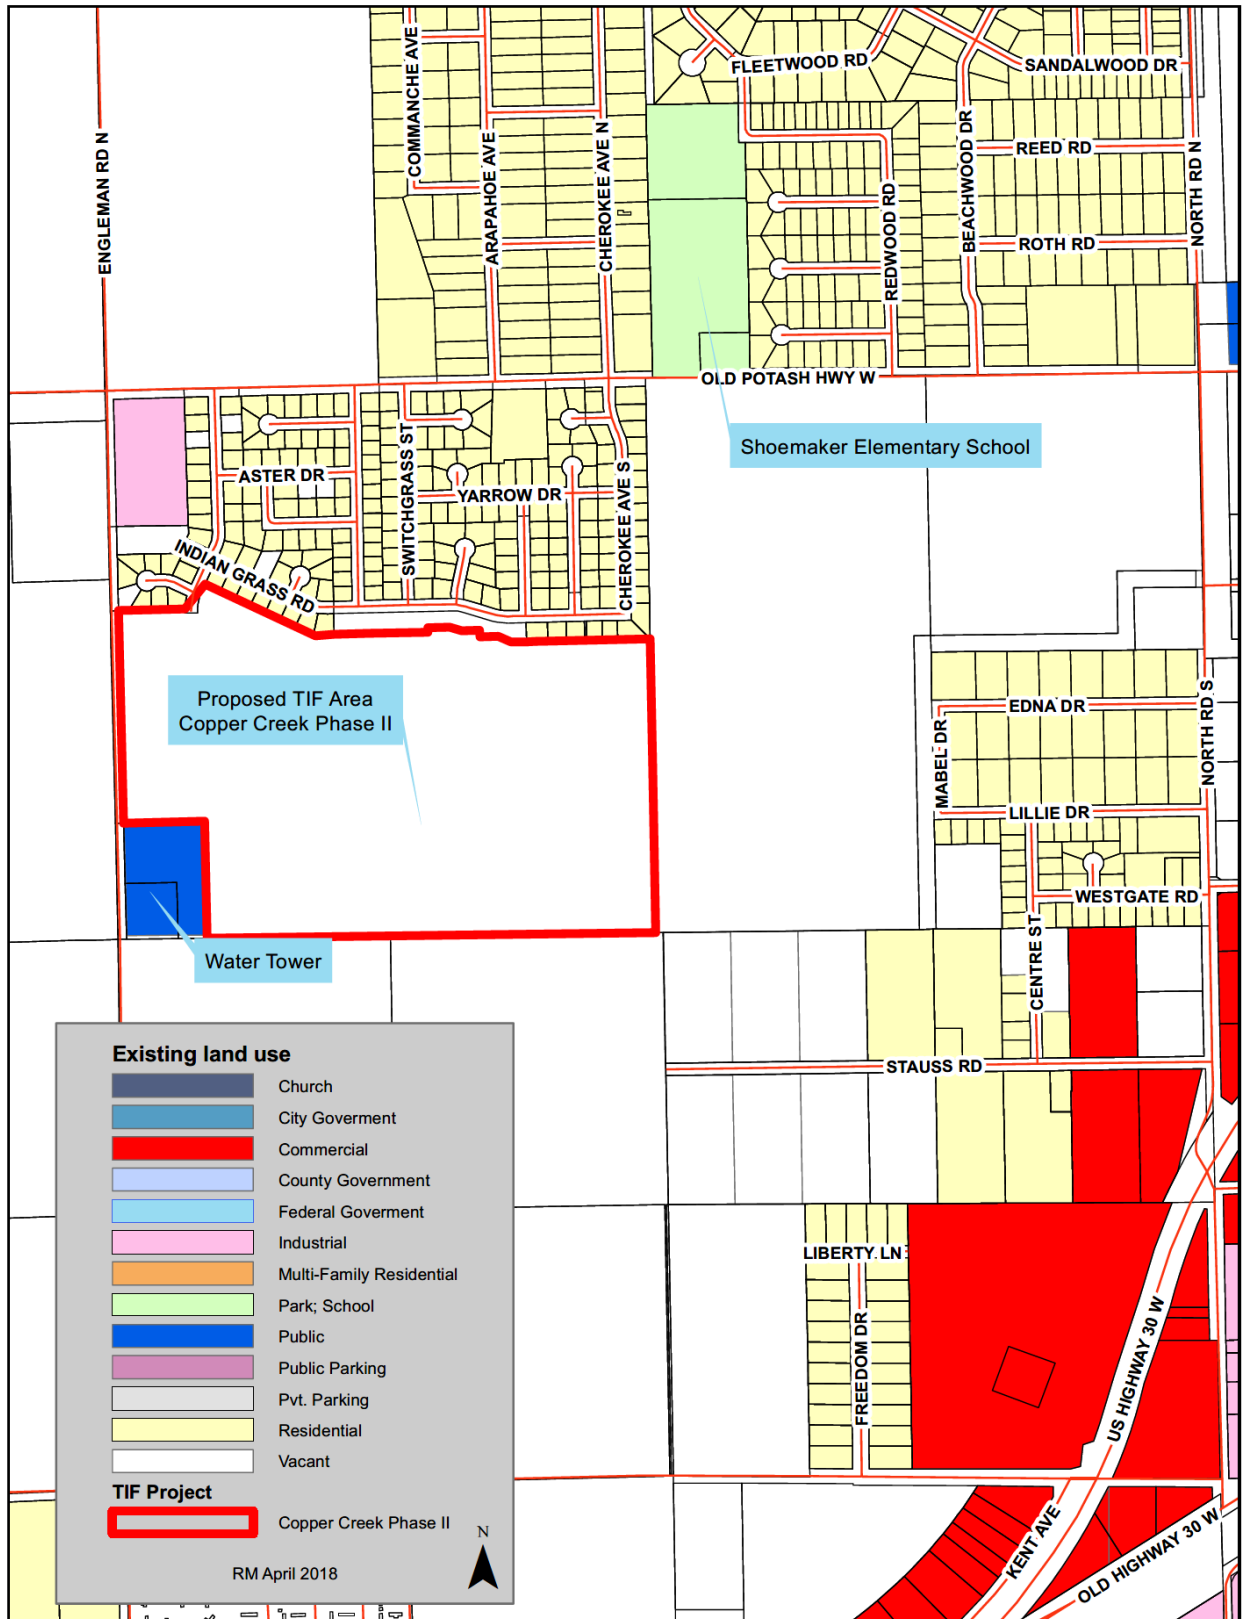 COMMANCHE AVE
ARAPAHOE AVE
CHEROKEE AVE N
FLEETWOOD RD
SANDALWOOD DR
BEACHWOOD DR
REED RD
NORTH RD N
ENGLEMAN RD N
REDWOOD RD
ROTH RD
OLD POTASH HWY W
Shoemaker Elementary School
ASTER DR
SWITCHGRASS ST
YARROW DR
CHEROKEE AVE S
INDIAN GRASS RD
Proposed TIF Area
Copper Creek Phase II
EDNA DR
MABEL DR
NORTH RD S
LILLIE DR
WESTGATE RD
CENTRE ST
Water Tower
STAUSS RD
LIBERTY LN
FREEDOM DR
US HIGHWAY 30 W
KENT AVE
OLD HIGHWAY 30 W
Existing land use
Church
City Goverment
Commercial
County Government
Federal Goverment
Industrial
Multi-Family Residential
Park; School
Public
Public Parking
Pvt. Parking
Residential
Vacant
TIF Project
Copper Creek Phase II
N
RM April 2018